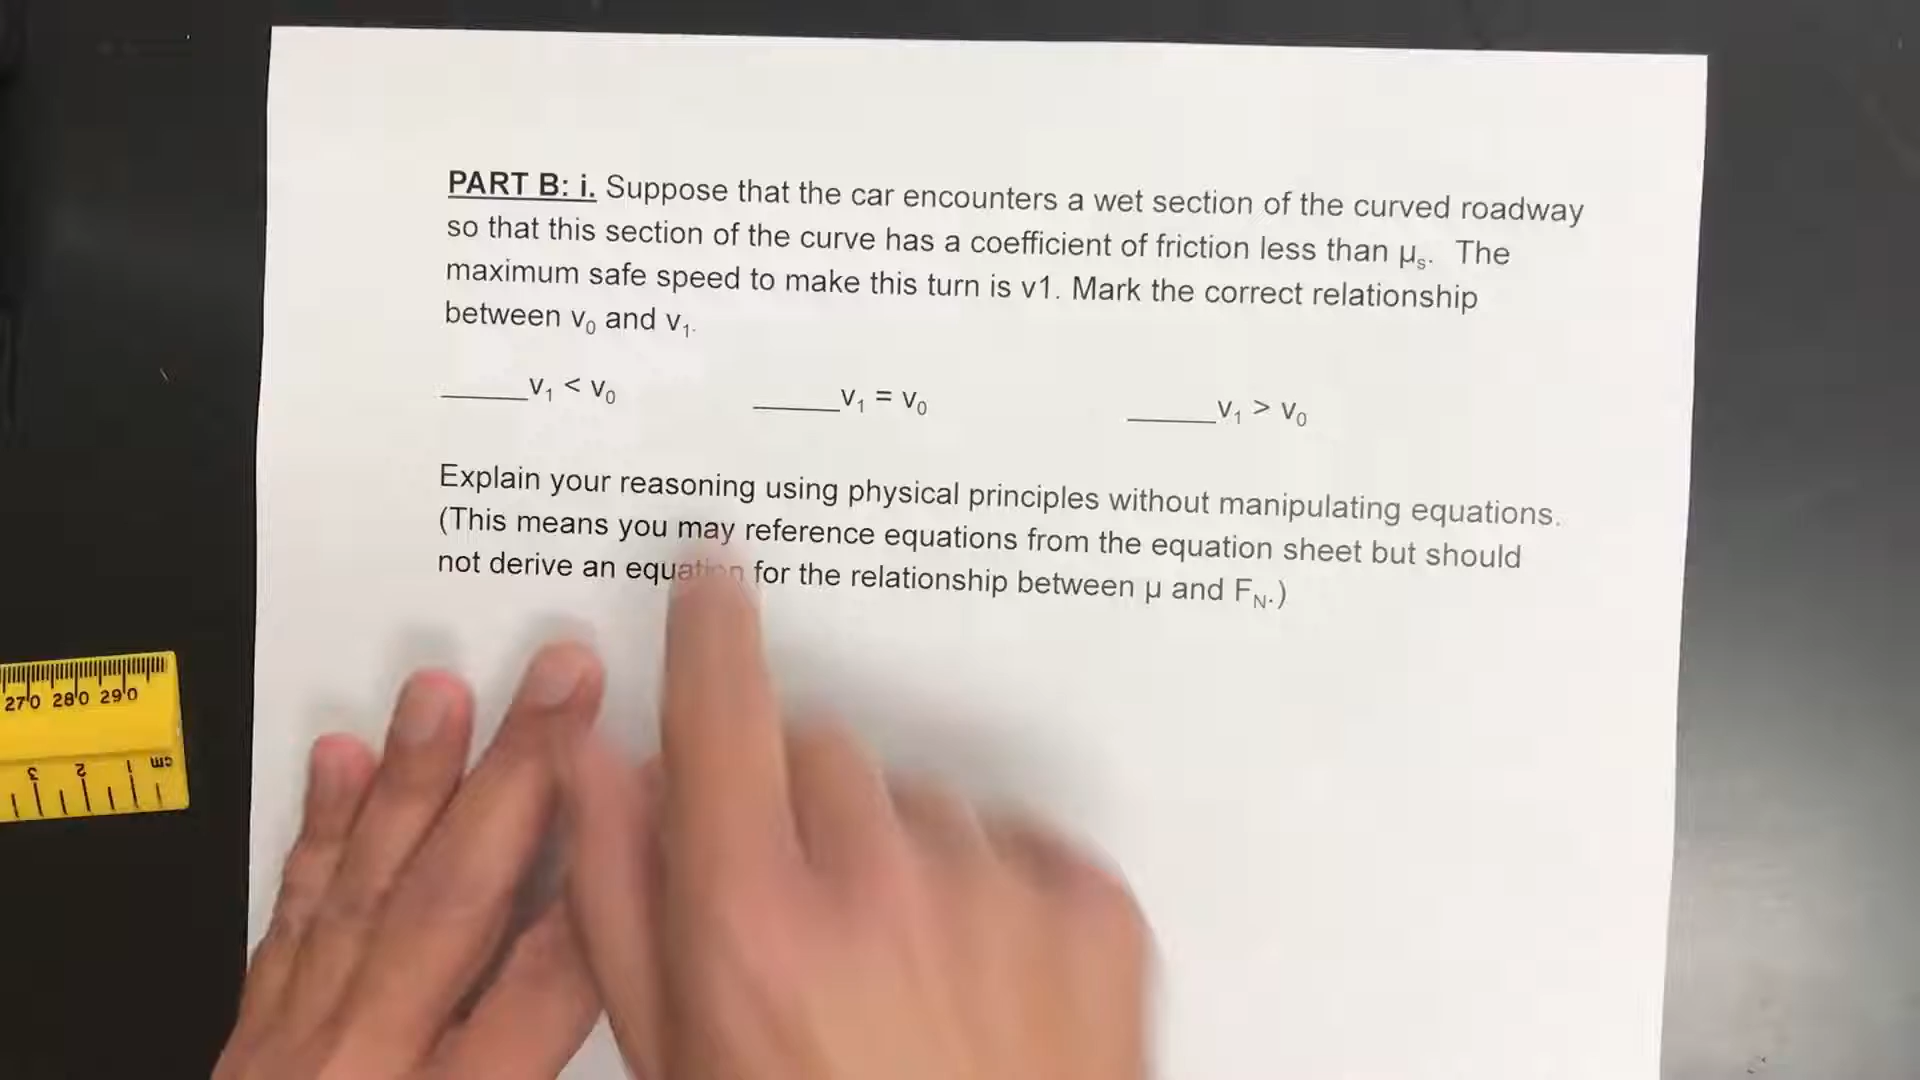 PART B: i. Suppose that the car encounters a wet section of the curved roadway
so that this section of the curve has a coefficient of friction less than μs. The
maximum safe speed to make this turn is v1. Mark the correct relationship
between v0 and v1.
_____v1 < v0 _____v1 = v0 _____v1 > v0
Explain your reasoning using physical principles without manipulating equations.
(This means you may reference equations from the equation sheet but should
not derive an equation for the relationship between μ and FN.)
270 280 290
3 2 1 cm